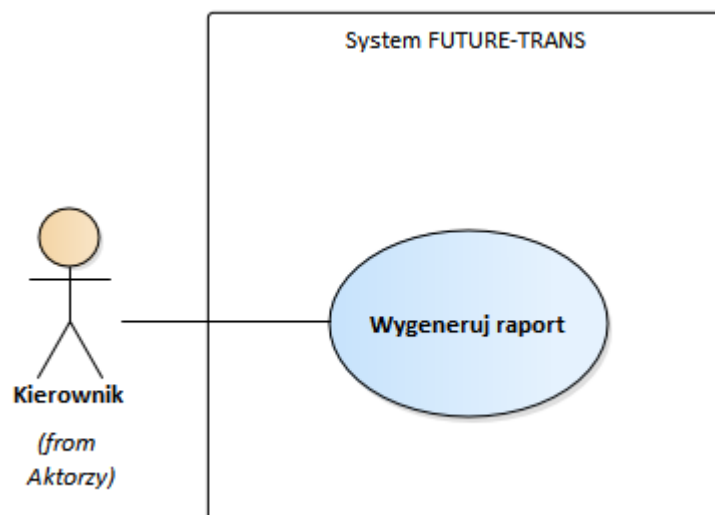 System FUTURE-TRANS
Wygeneruj raport
Kierownik
(from
Aktorzy)